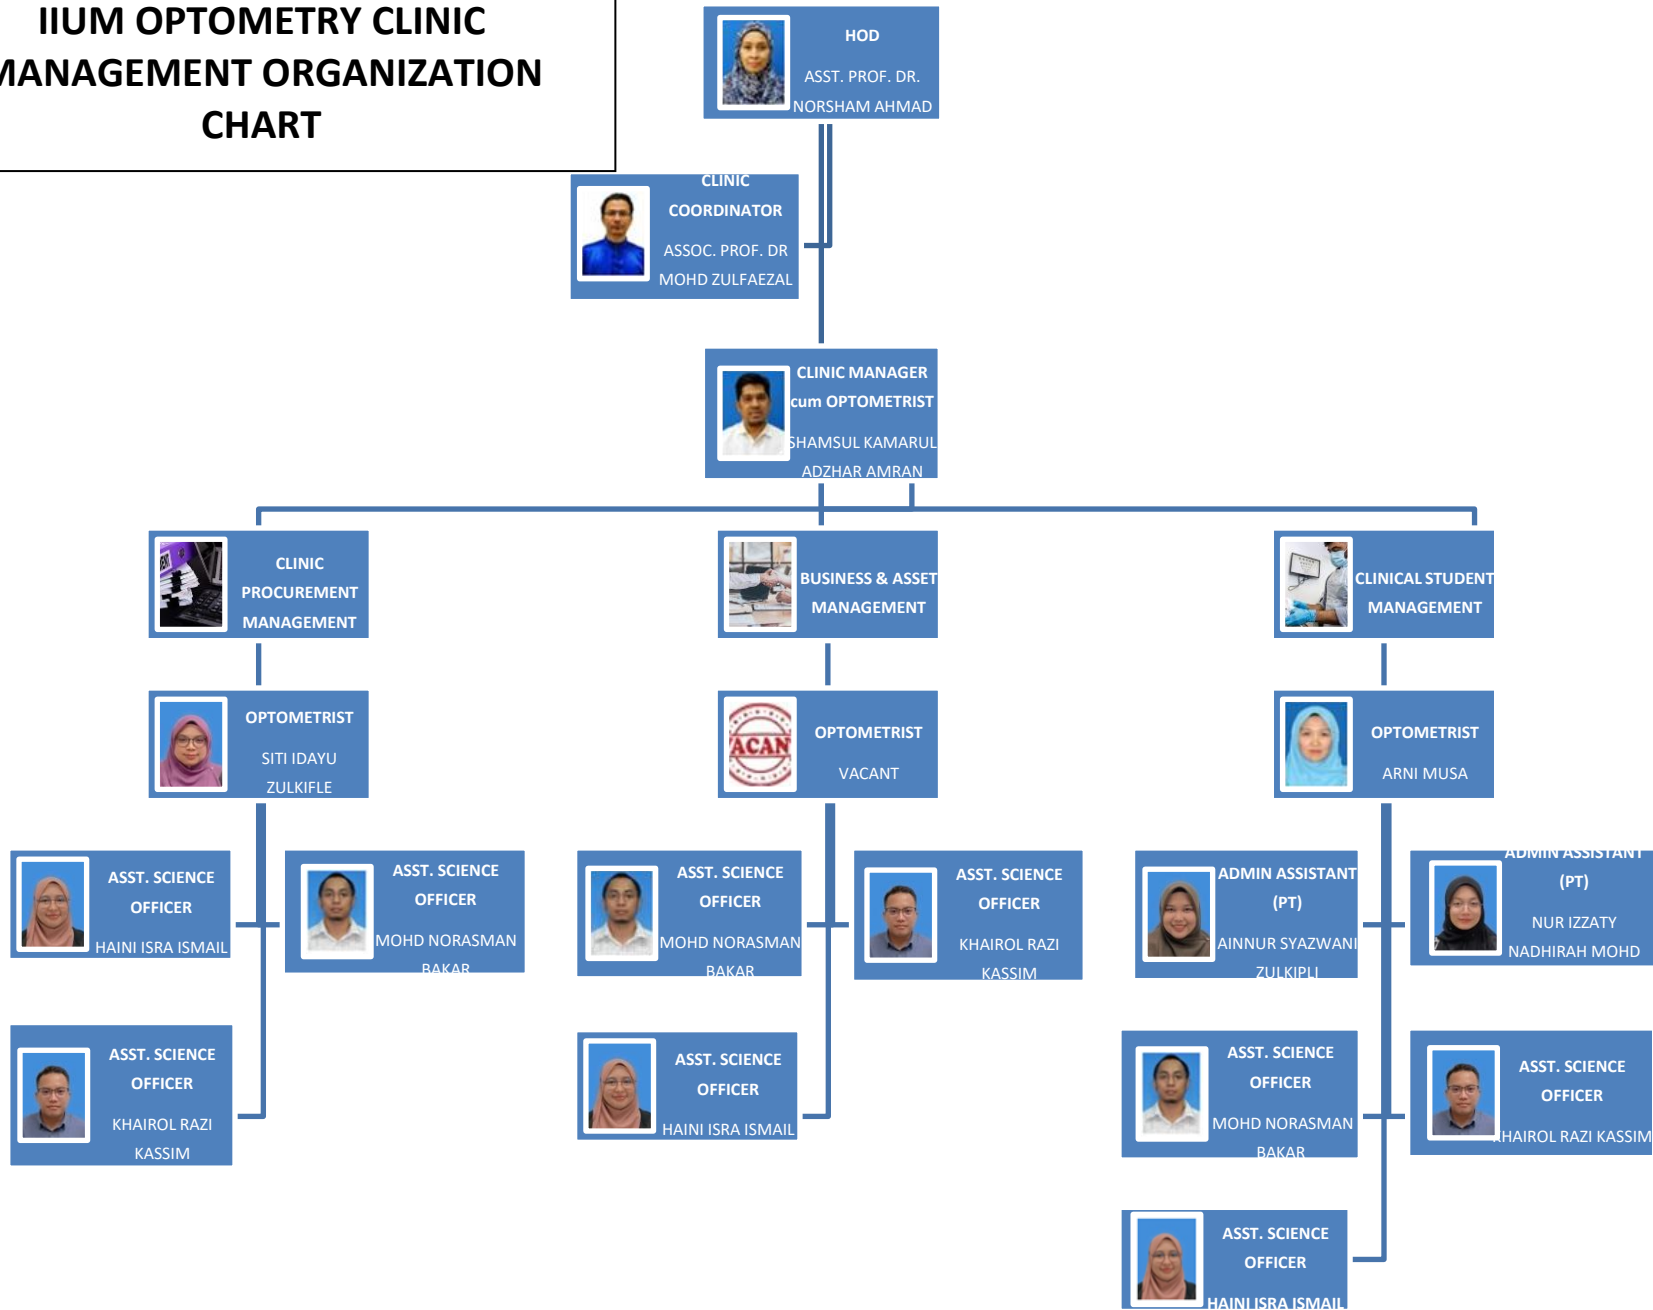 IIUM OPTOMETRY CLINIC
MANAGEMENT ORGANIZATION
CHART
HOD
ASST. PROF. DR.
NORSHAM AHMAD
CLINIC
COORDINATOR
ASSOC. PROF. DR
MOHD ZULFAEZAL
CLINIC MANAGER
cum OPTOMETRIST
SHAMSUL KAMARUL
ADZHAR AMRAN
CLINIC
PROCUREMENT
MANAGEMENT
BUSINESS & ASSET
MANAGEMENT
CLINICAL STUDENT
MANAGEMENT
OPTOMETRIST
SITI IDAYU
ZULKIFLE
ACAN
OPTOMETRIST
VACANT
OPTOMETRIST
ARNI MUSA
ASST. SCIENCE
OFFICER
HAINI ISRA ISMAIL
ASST. SCIENCE
OFFICER
MOHD NORASMAN
BAKAR
ASST. SCIENCE
OFFICER
MOHD NORASMAN
BAKAR
ASST. SCIENCE
OFFICER
KHAIROL RAZI
KASSIM
ADMIN ASSISTANT
(PT)
AINNUR SYAZWANI
ZULKIPLI
ADMIN ASSISTANT
(PT)
NUR IZZATY
NADHIRAH MOHD
ASST. SCIENCE
OFFICER
KHAIROL RAZI
KASSIM
ASST. SCIENCE
OFFICER
HAINI ISRA ISMAIL
ASST. SCIENCE
OFFICER
MOHD NORASMAN
BAKAR
ASST. SCIENCE
OFFICER
KHAIROL RAZI KASSIM
ASST. SCIENCE
OFFICER
HAINI ISRA ISMAIL